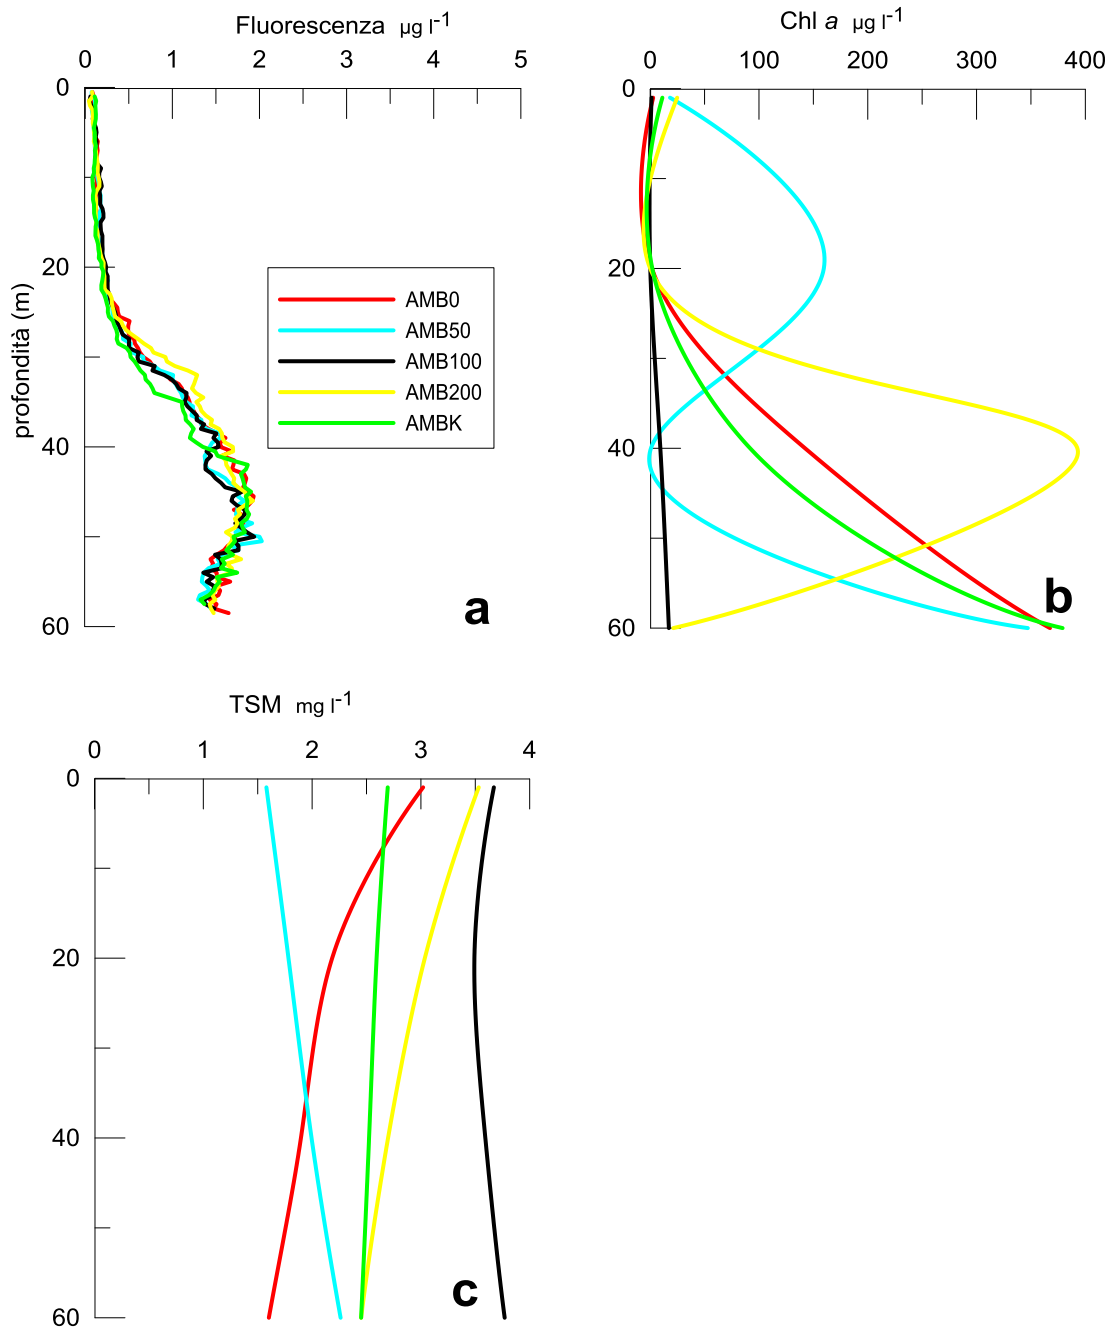 Fluorescenza µg l-1
0 1 2 3 4 5
0
20
40
60
profondità (m)
AMB0
AMB50
AMB100
AMB200
AMBK
a
Chl a µg l-1
0 100 200 300 400
0
20
40
60
b
TSM mg l-1
0 1 2 3 4
0
20
40
60
c